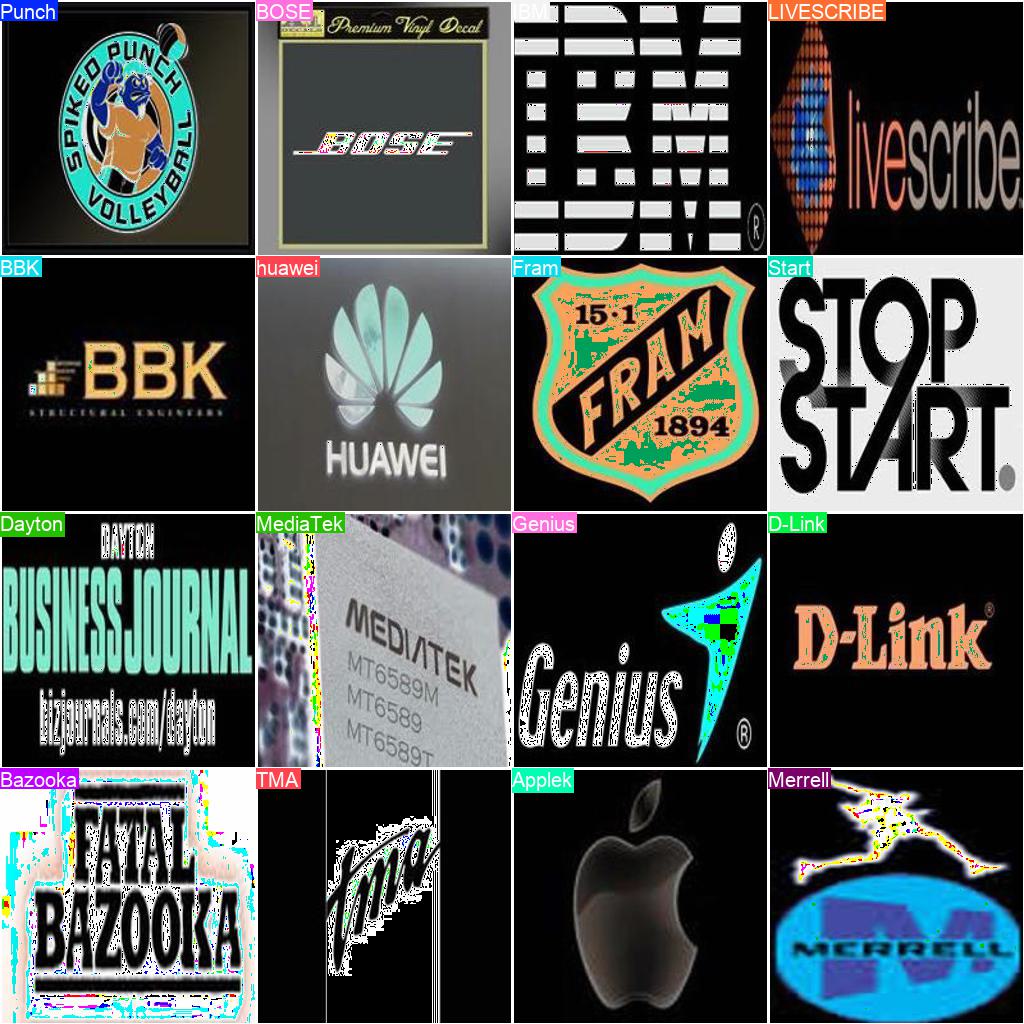 Punch
SPIKED PUNCH
VOLLEYBALL
BOSE
Premium Vinyl Decal
BOSE
IBM
IBM
®
LIVESCRIBE
livescribe
BBK
BBK
STRUCTURAL ENGINEERS
huawei
HUAWEI
Fram
15·1
FRAM
1894
Start
STOP
START.
Dayton
DAYTON
BUSINESS JOURNAL
bizjournals.com/dayton
MediaTek
MEDIATEK
MT6589M
MT6589
MT6589T
Genius
Genius
®
D-Link
D-Link
®
Bazooka
FATAL
BAZOOKA
TMA
tma
Applek
Merrell
MERRELL